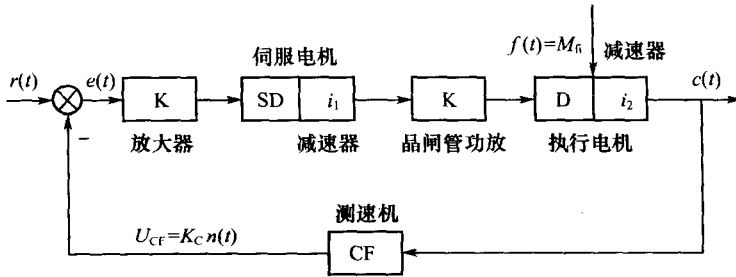 f(t)=M_fi 减速器
伺服电机
r(t) e(t) c(t)
K SD i₁ K D i₂
−
放大器 减速器 晶闸管功放 执行电机
测速机
U_CF=K_C n(t)
CF